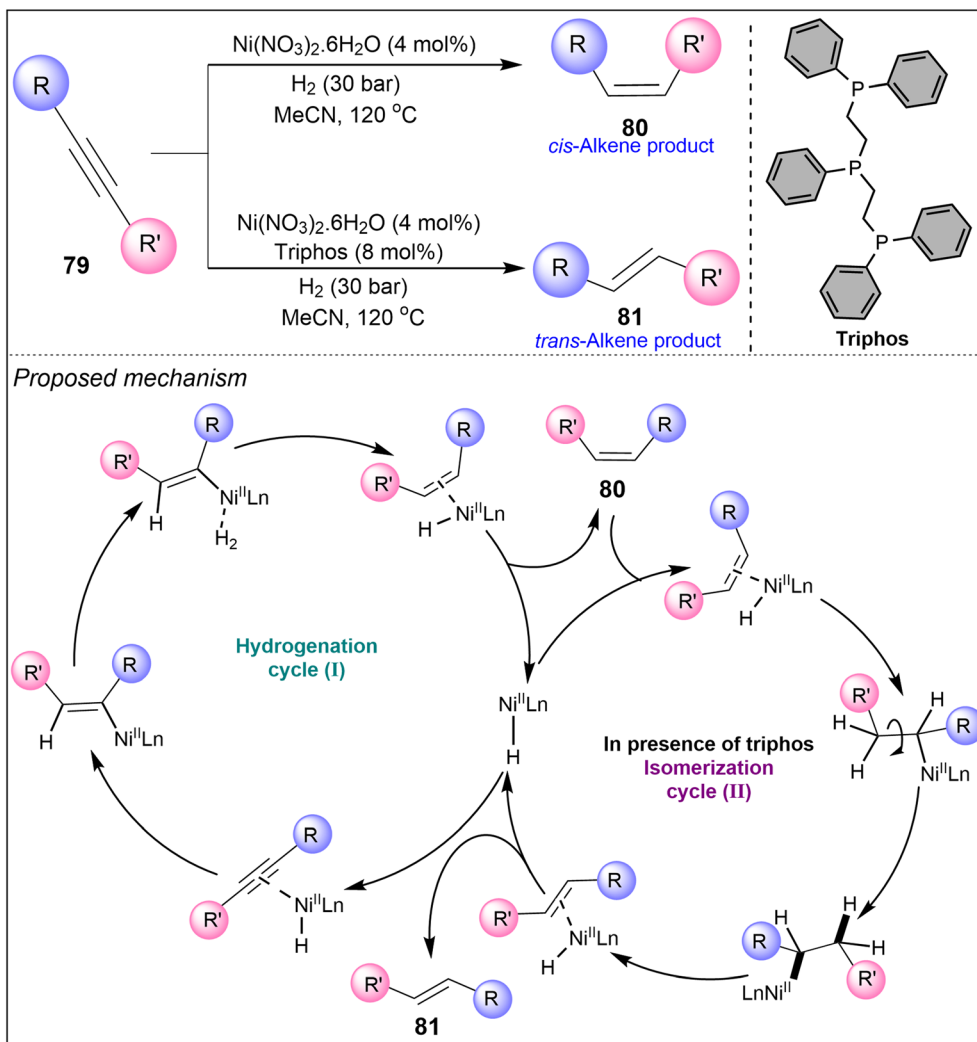 R
R'
79
Ni(NO3)2.6H2O (4 mol%)
H2 (30 bar)
MeCN, 120 oC
R
R'
80
cis-Alkene product
Ni(NO3)2.6H2O (4 mol%)
Triphos (8 mol%)
H2 (30 bar)
MeCN, 120 oC
R
R'
81
trans-Alkene product
P
P
P
Triphos
Proposed mechanism
R'
R
H
NiIILn
H2
R'
R
H
NiIILn
R'
R
80
R
R'
H
NiIILn
Hydrogenation
cycle (I)
R'
R
H
NiIILn
NiIILn
H
In presence of triphos
Isomerization
cycle (II)
R'
H
H
H
R
NiIILn
R
R'
NiIILn
H
R
R'
NiIILn
H
H
H
H
R
R'
LnNiII
R'
R
81